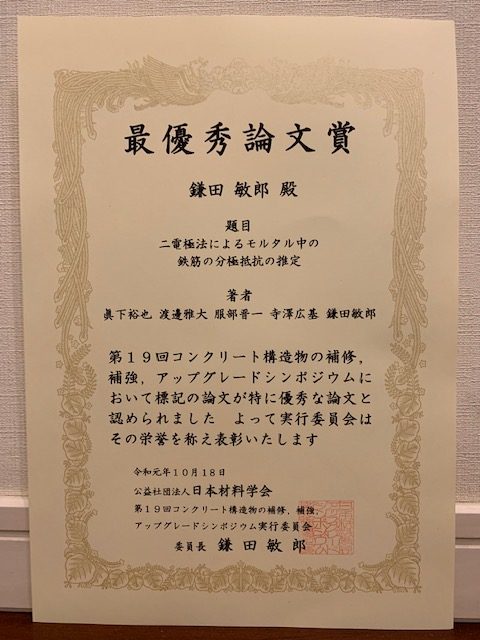 最優秀論文賞
鎌田 敏郎 殿
題目
二電極法によるモルタル中の
鉄筋の分極抵抗の推定
著者
眞下裕也 渡邊雅大 服部晋一 寺澤広基 鎌田敏郎
第１９回コンクリート構造物の補修，
補強，アップグレードシンポジウムに
おいて標記の論文が特に優秀な論文と
認められました よって実行委員会は
その栄誉を称え表彰いたします
令和元年１０月１８日
公益社団法人 日本材料学会
第１９回コンクリート構造物の補修，補強，
アップグレードシンポジウム実行委員会
委員長 鎌田敏郎